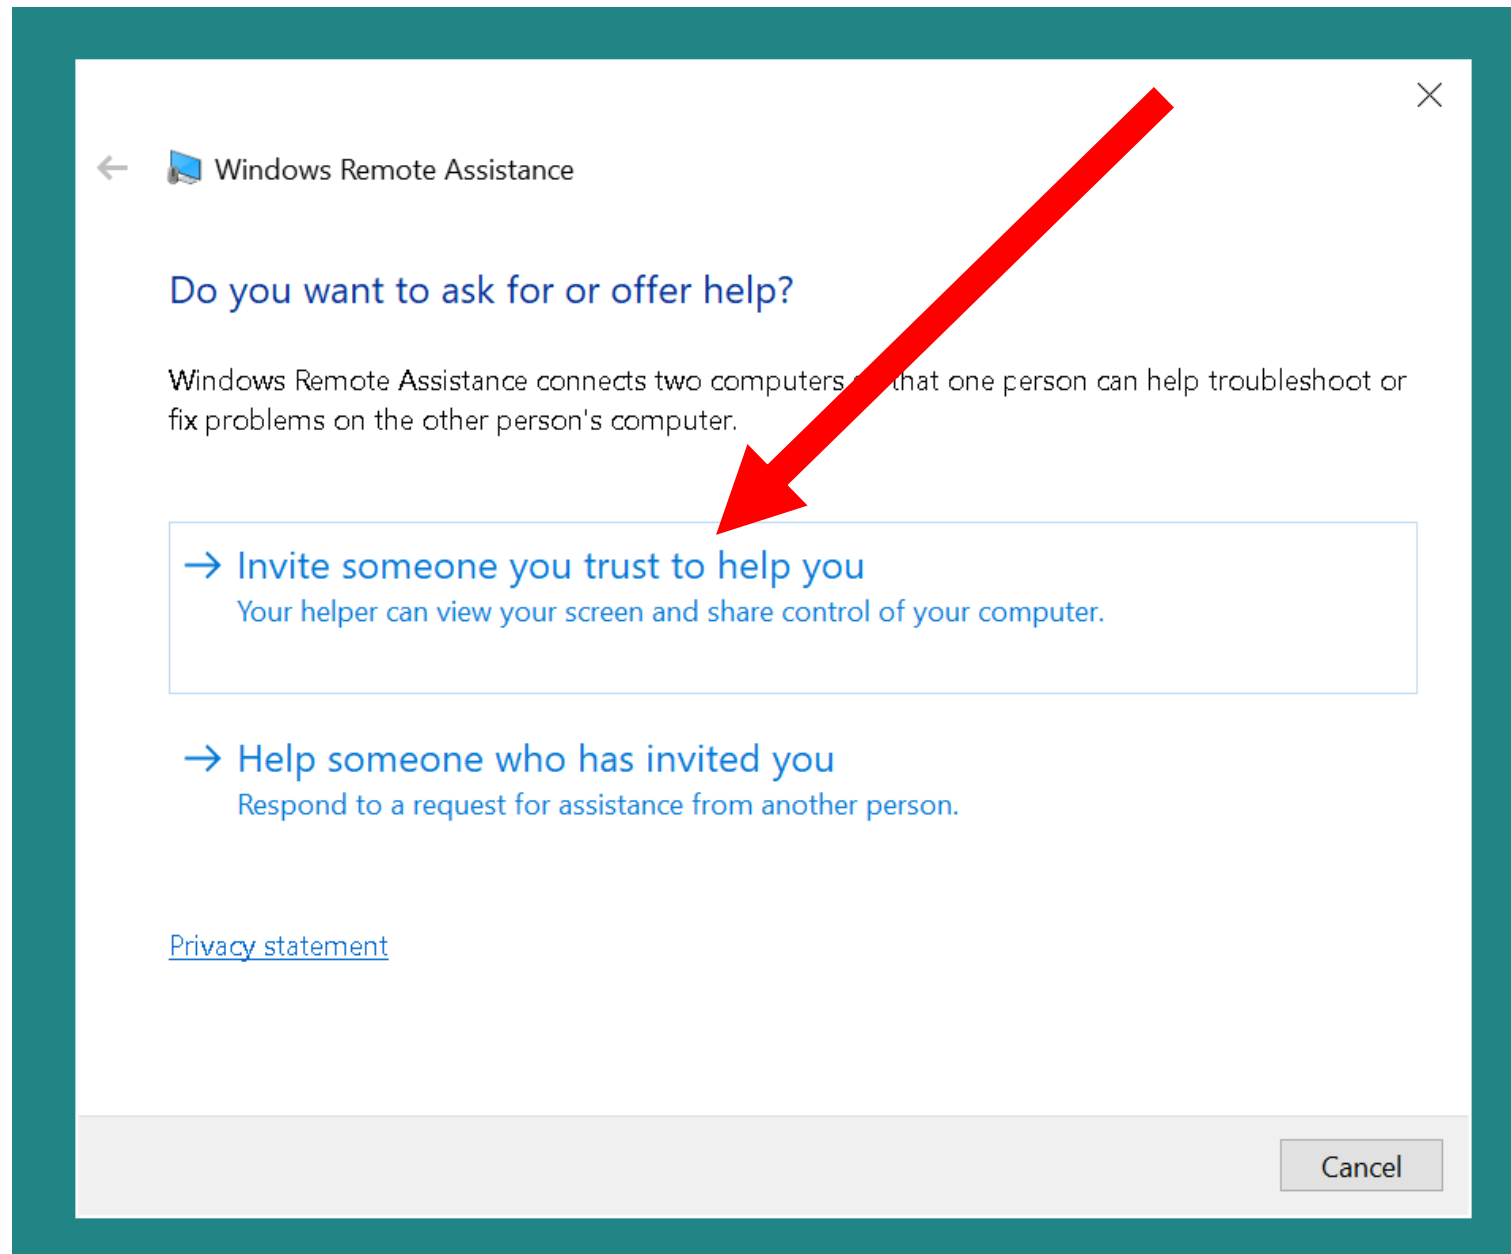 Windows Remote Assistance
Do you want to ask for or offer help?
Windows Remote Assistance connects two computers that one person can help troubleshoot or
fix problems on the other person's computer.
Invite someone you trust to help you
Your helper can view your screen and share control of your computer.
Help someone who has invited you
Respond to a request for assistance from another person.
Privacy statement
Cancel